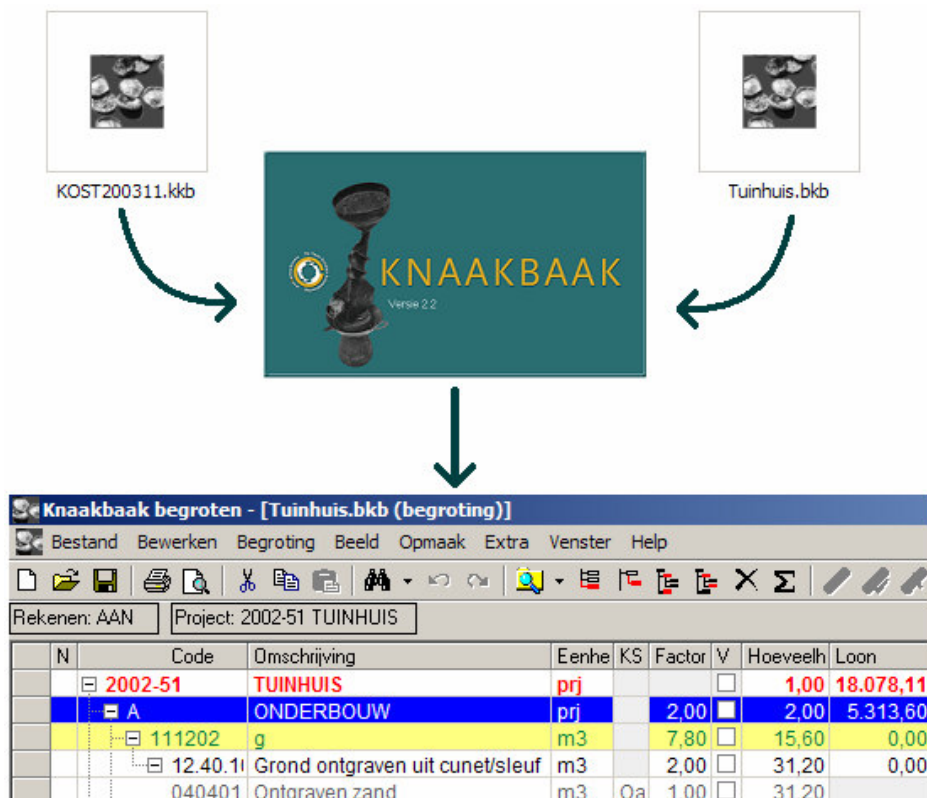 KOST200311.kkb
Tuinhuis.bkb
KNAAKBAAK
Versie 2.2
Knaakbaak begroten - [Tuinhuis.bkb (begroting)]
Bestand Bewerken Begroting Beeld Opmaak Extra Venster Help
Rekenen: AAN Project: 2002-51 TUINHUIS
N Code Omschrijving Eenhe KS Factor V Hoeveelh Loon
2002-51 TUINHUIS prj 1,00 18.078,11
A ONDERBOUW prj 2,00 2,00 5.313,60
111202 g m3 7,80 15,60 0,00
12.40.1 Grond ontgraven uit cunet/sleuf m3 2,00 31,20 0,00
040401 Ontgraven zand m3 Oa 1,00 31,20